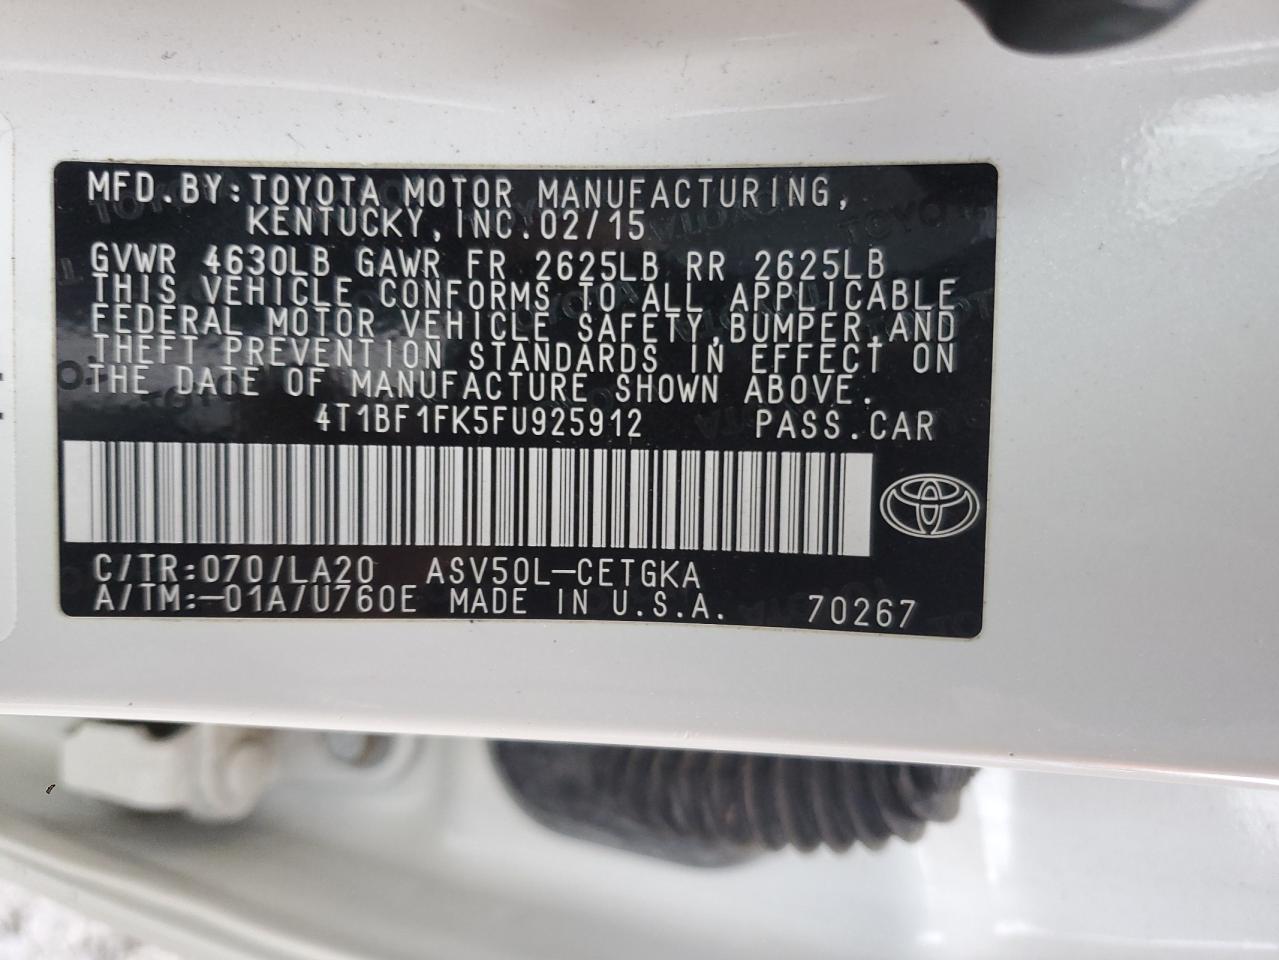 MFD.BY:TOYOTA MOTOR MANUFACTURING,
KENTUCKY,INC.02/15
GVWR 4630LB GAWR FR 2625LB RR 2625LB
THIS VEHICLE CONFORMS TO ALL APPLICABLE
FEDERAL MOTOR VEHICLE SAFETY,BUMPER,AND
THEFT PREVENTION STANDARDS IN EFFECT ON
THE DATE OF MANUFACTURE SHOWN ABOVE.
4T1BF1FK5FU925912 PASS.CAR
C/TR:070/LA20 ASV50L-CETGKA
A/TM:-01A/U760E MADE IN U.S.A. 70267